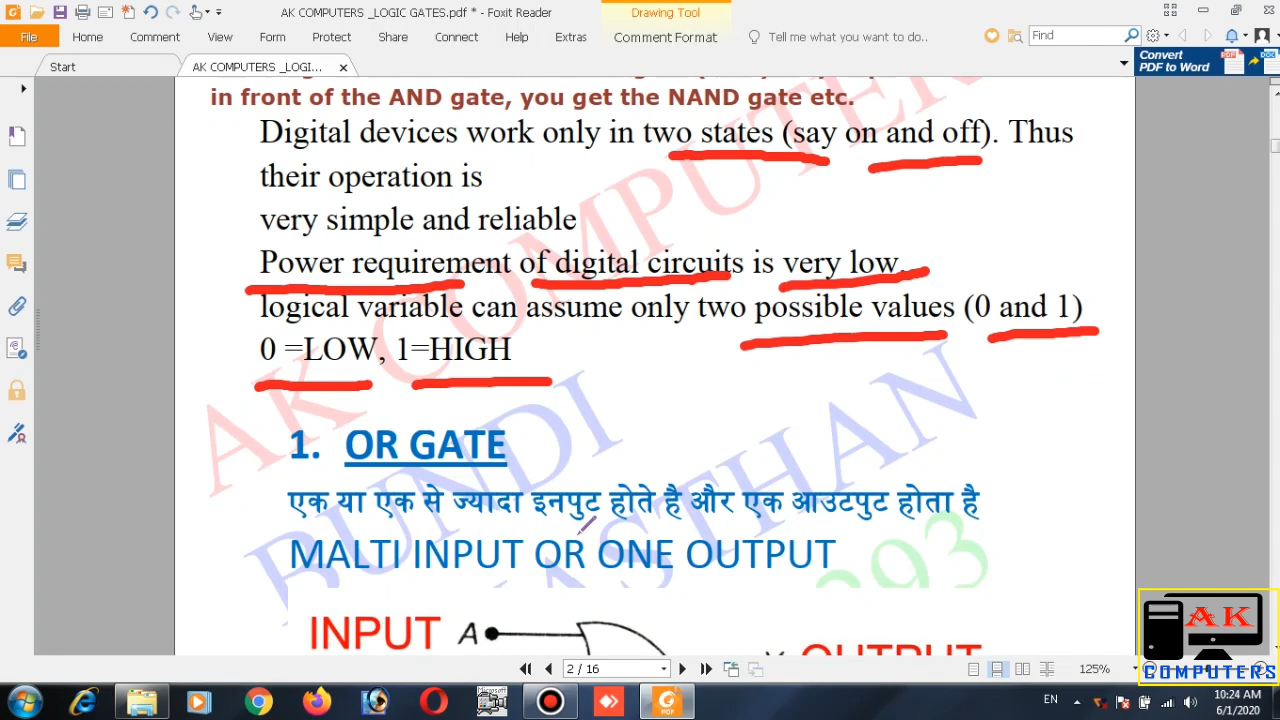 AK COMPUTERS _LOGIC GATES.pdf * - Foxit Reader
Drawing Tool
File Home Comment View Form Protect Share Connect Help Extras Comment Format Tell me what you want to do.. Find
Start AK COMPUTERS _LOGI...
Convert
PDF to Word
in front of the AND gate, you get the NAND gate etc.
Digital devices work only in two states (say on and off). Thus
their operation is
very simple and reliable
Power requirement of digital circuits is very low.
logical variable can assume only two possible values (0 and 1)
0 =LOW, 1=HIGH
1. OR GATE
एक या एक से ज्यादा इनपुट होते है और एक आउटपुट होता है
MALTI INPUT OR ONE OUTPUT
INPUT A
OUTPUT
AK COMPUTER
BUNDI
RAJASTHAN
293
AK
COMPUTERS
2 / 16
125%
EN
10:24 AM
6/1/2020